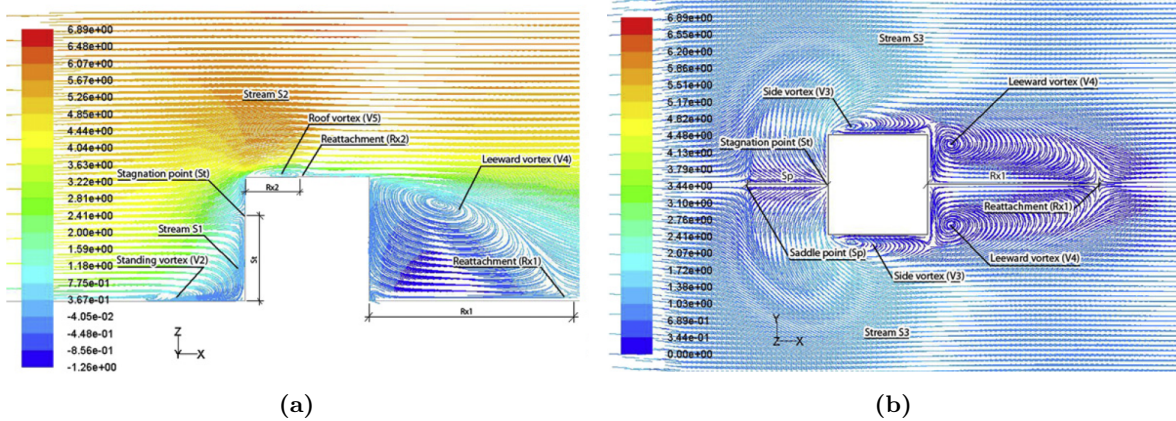 6.89e+00
6.48e+00
6.07e+00
5.67e+00
5.26e+00
4.85e+00
4.44e+00
4.04e+00
3.63e+00
3.22e+00
2.81e+00
2.41e+00
2.00e+00
1.59e+00
1.18e+00
7.75e-01
3.67e-01
-4.05e-02
-4.48e-01
-8.56e-01
-1.26e+00
Stream S2
Roof vortex (V5)
Reattachment (Rx2)
Leeward vortex (V4)
Stagnation point (St)
Rx2
Stream S1
St
Standing vortex (V2)
Reattachment (Rx1)
Rx1
Z
Y X
(a)
6.89e+00
6.55e+00
6.20e+00
5.86e+00
5.51e+00
5.17e+00
4.82e+00
4.48e+00
4.13e+00
3.79e+00
3.44e+00
3.10e+00
2.76e+00
2.41e+00
2.07e+00
1.72e+00
1.38e+00
1.03e+00
6.89e-01
3.44e-01
0.00e+00
Stream S3
Side vortex (V3)
Leeward vortex (V4)
Stagnation point (St)
Sp
Rx1
Reattachment (Rx1)
Saddle point (Sp)
Side vortex (V3)
Leeward vortex (V4)
Stream S3
Y
Z X
(b)